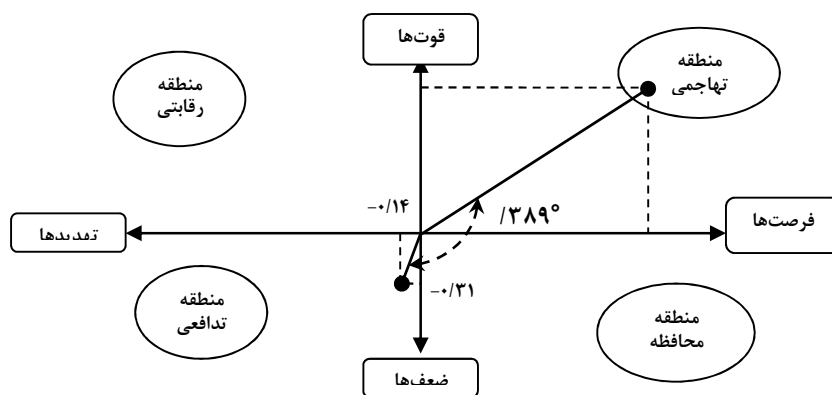 قوت‌ها
منطقه
تهاجمی
منطقه
رقابتی
−۰/۱۴
/۳۸۹°
فرصت‌ها
تهدیدها
−۰/۳۱
منطقه
تدافعی
منطقه
محافظه
ضعف‌ها